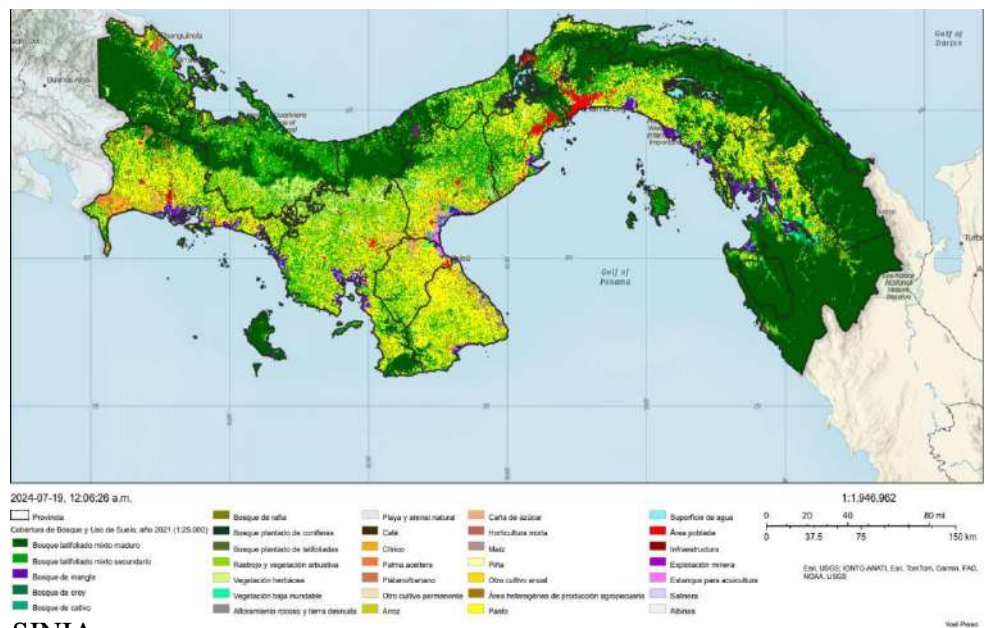 Changuinola
Buenos Aires
Gulf of
Darien
Gulf of
Panama
2024-07-19, 12:06:26 a.m.
1:1,946,962
Provincia
Cobertura de Bosque y Uso de Suelo, año 2021 (1:25.000)
Bosque latifoliado mixto maduro
Bosque latifoliado mixto secundario
Bosque de mangle
Bosque de orey
Bosque de cativo
Bosque de rafia
Bosque plantado de coníferas
Bosque plantado de latifoliadas
Rastrojo y vegetación arbustiva
Vegetación herbácea
Vegetación baja inundable
Afloramiento rocoso y tierra desnuda
Playa y arenal natural
Café
Cítrico
Palma aceitera
Plátano/banano
Otro cultivo permanente
Arroz
Caña de azúcar
Horticultura mixta
Maíz
Piña
Otro cultivo anual
Área heterogénea de producción agropecuaria
Pasto
Superficie de agua
Área poblada
Infraestructura
Explotación minera
Estanque para acuicultura
Salinera
Albinas
0 20 40 80 mi
0 37.5 75 150 km
Esri, USGS; IGNTG-ANATI, Esri, TomTom, Garmin, FAO,
NOAA, USGS
SINIA